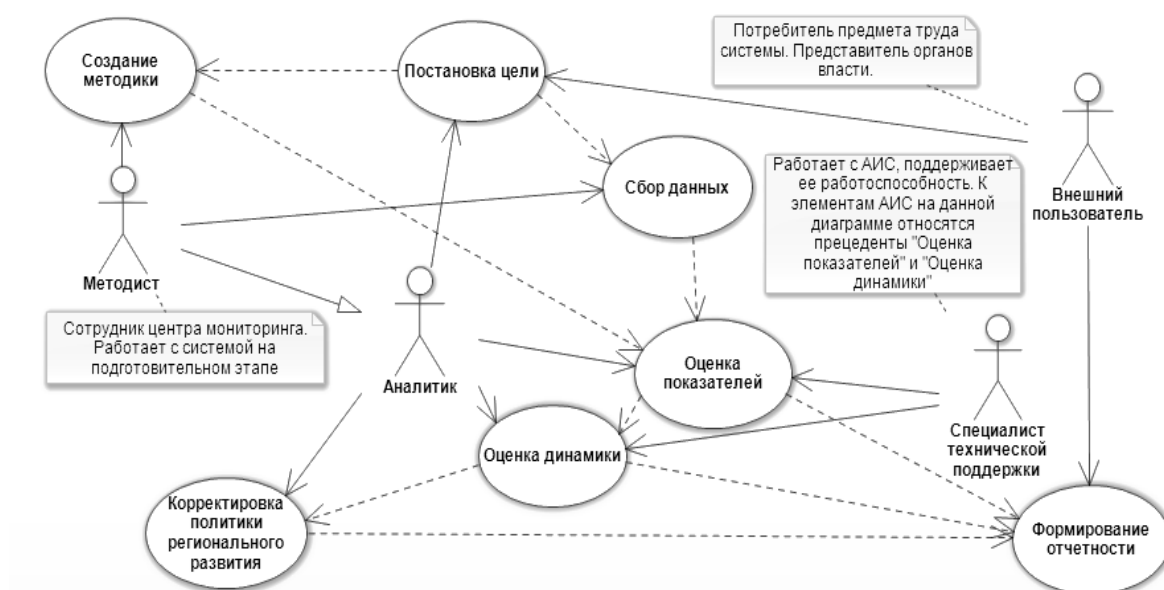 Создание
методики
Постановка цели
Потребитель предмета труда
системы. Представитель органов
власти.
Сбор данных
Работает с АИС, поддерживает
ее работоспособность. К
элементам АИС на данной
диаграмме относятся
прецеденты "Оценка
показателей" и "Оценка
динамики"
Внешний
пользователь
Методист
Сотрудник центра мониторинга.
Работает с системой на
подготовительном этапе
Аналитик
Оценка
показателей
Специалист
технической
поддержки
Оценка динамики
Корректировка
политики
регионального
развития
Формирование
отчетности